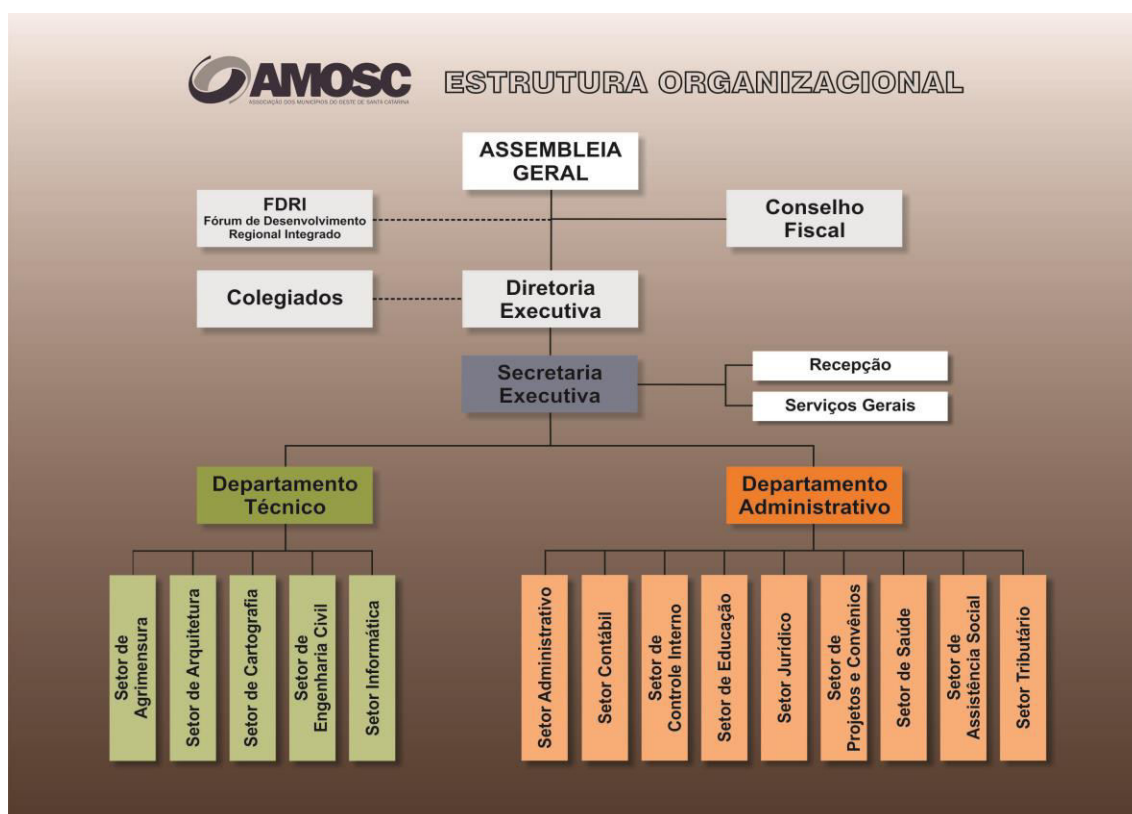 AMOSC
ASSOCIAÇÃO DOS MUNICÍPIOS DO OESTE DE SANTA CATARINA
ESTRUTURA ORGANIZACIONAL
ASSEMBLEIA
GERAL
FDRI
Fórum de Desenvolvimento
Regional Integrado
Conselho
Fiscal
Colegiados
Diretoria
Executiva
Secretaria
Executiva
Recepção
Serviços Gerais
Departamento
Técnico
Departamento
Administrativo
Setor de
Agrimensura
Setor de Arquitetura
Setor de Cartografia
Setor de
Engenharia Civil
Setor Informática
Setor Administrativo
Setor Contábil
Setor de
Controle Interno
Setor de Educação
Setor Jurídico
Setor de
Projetos e Convênios
Setor de Saúde
Setor de
Assistência Social
Setor Tributário